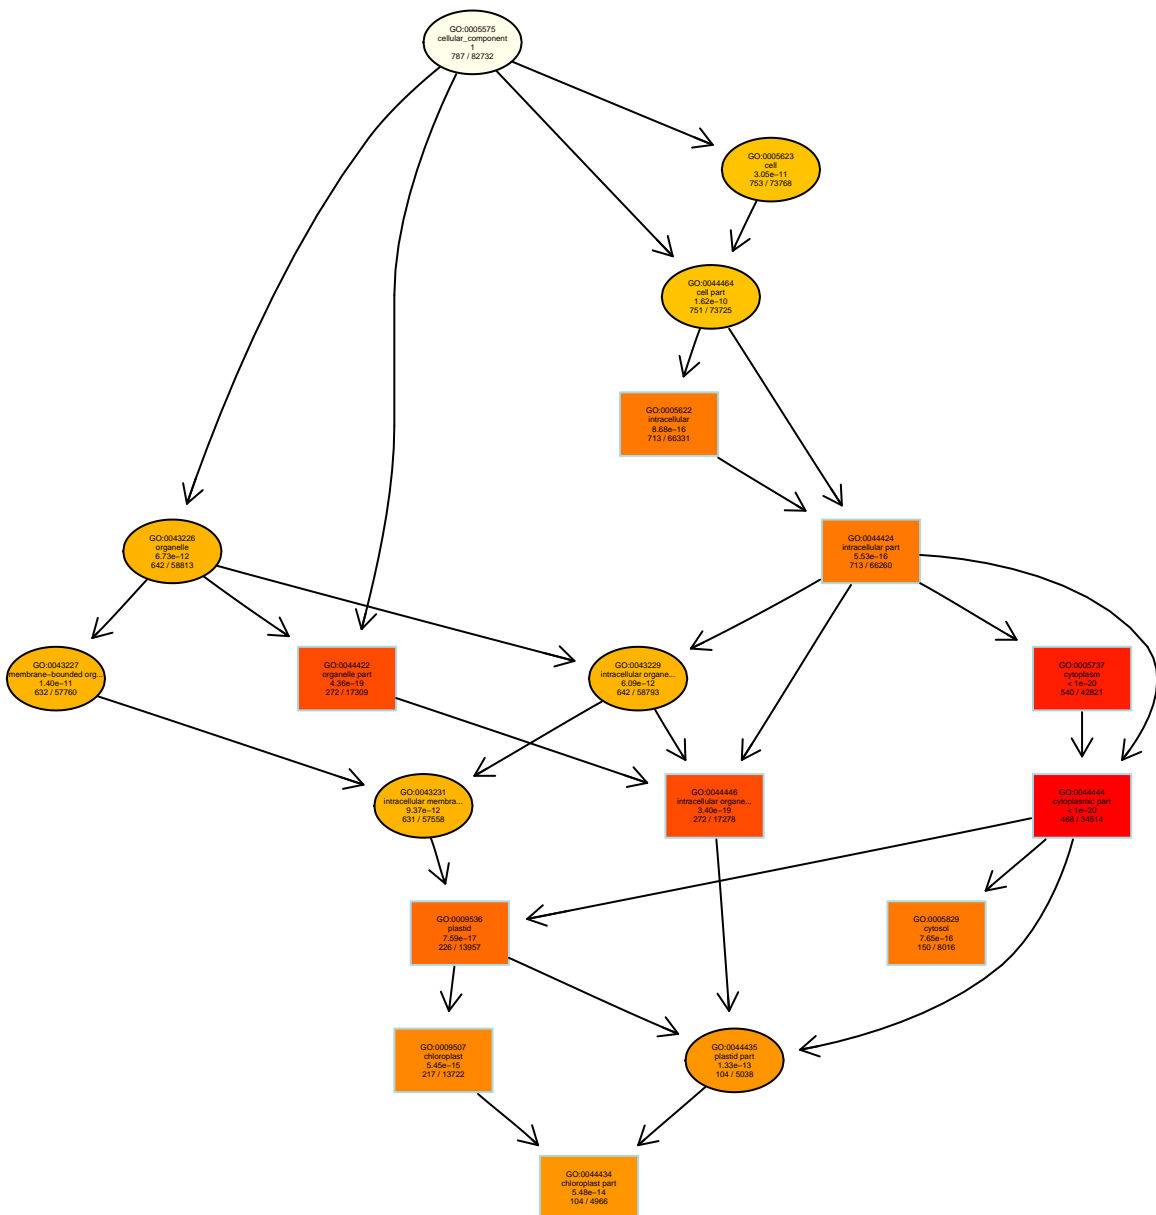 GO:0005575
cellular_component
1
787 / 82732
GO:0005623
cell
3.05e−11
753 / 73768
GO:0044464
cell part
1.62e−10
751 / 73725
GO:0005622
intracellular
8.68e−16
713 / 66331
GO:0043226
organelle
6.73e−12
642 / 58813
GO:0044424
intracellular part
5.53e−16
713 / 66260
GO:0043227
membrane−bounded org...
1.40e−11
632 / 57760
GO:0044422
organelle part
4.36e−19
272 / 17309
GO:0043229
intracellular organe...
6.09e−12
642 / 58793
GO:0005737
cytoplasm
< 1e−20
540 / 42821
GO:0043231
intracellular membra...
9.37e−12
631 / 57558
GO:0044446
intracellular organe...
3.40e−19
272 / 17278
GO:0044444
cytoplasmic part
< 1e−20
468 / 34514
GO:0009536
plastid
7.59e−17
226 / 13957
GO:0005829
cytosol
7.65e−16
150 / 8016
GO:0009507
chloroplast
5.45e−15
217 / 13722
GO:0044435
plastid part
1.33e−13
104 / 5038
GO:0044434
chloroplast part
5.48e−14
104 / 4966